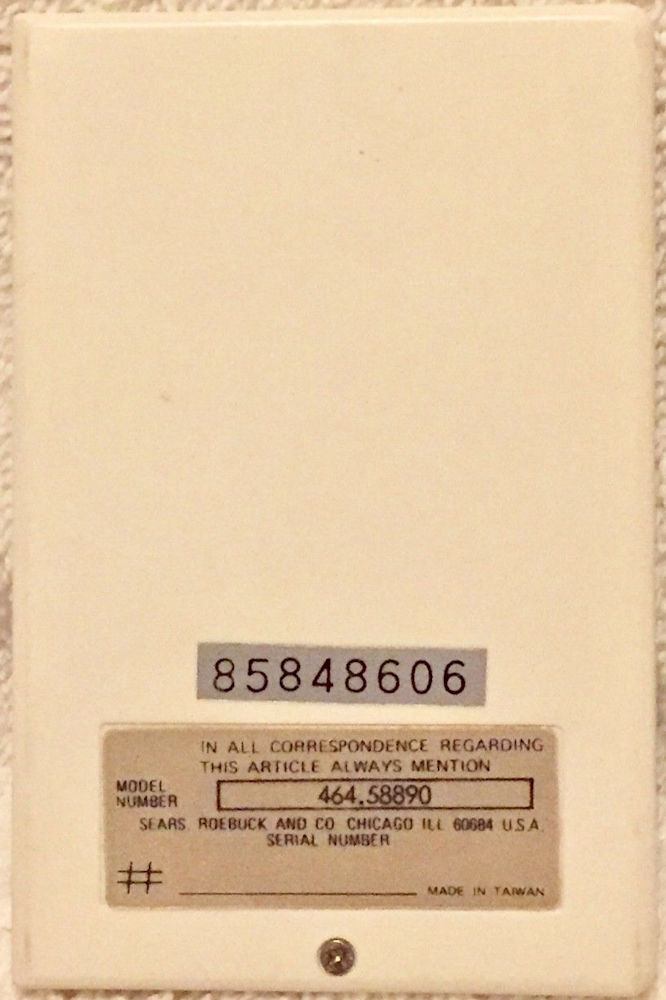 85848606
IN ALL CORRESPONDENCE REGARDING
THIS ARTICLE ALWAYS MENTION
MODEL
NUMBER 464.58890
SEARS ROEBUCK AND CO CHICAGO ILL 60684 U.S.A.
SERIAL NUMBER
# MADE IN TAIWAN